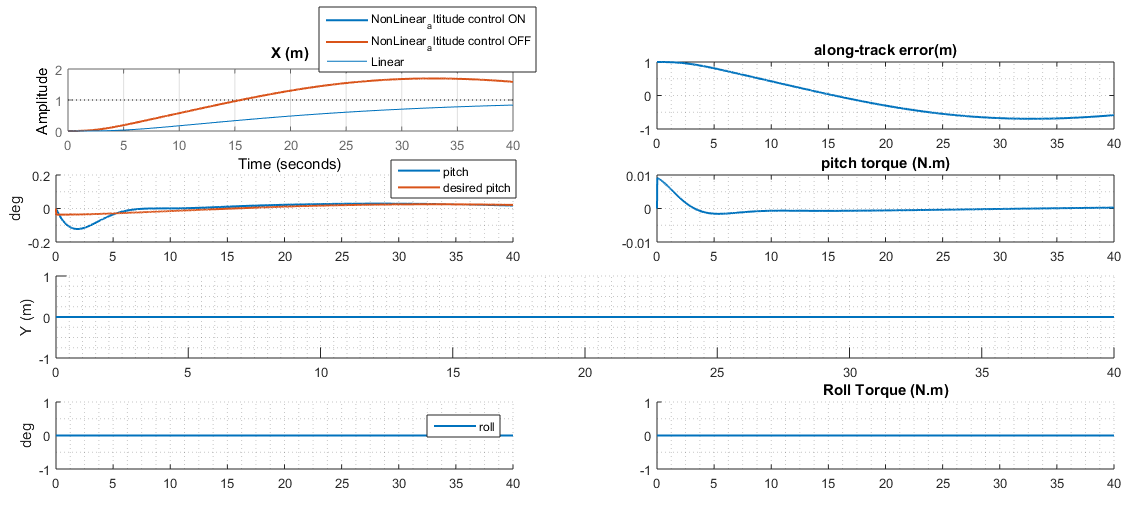 NonLinear_altitude control ON
NonLinear_altitude control OFF
Linear
X (m)
Amplitude
2
1
0
0 5 10 15 20 25 30 35 40
Time (seconds)
along-track error(m)
1
0
-1
0 5 10 15 20 25 30 35 40
pitch
desired pitch
deg
0.2
0
-0.2
0 5 10 15 20 25 30 35 40
pitch torque (N.m)
0.01
0
-0.01
0 5 10 15 20 25 30 35 40
Y (m)
1
0
-1
0 5 10 15 20 25 30 35 40
deg
1
0
-1
roll
0 5 10 15 20 25 30 35 40
Roll Torque (N.m)
1
0
-1
0 5 10 15 20 25 30 35 40